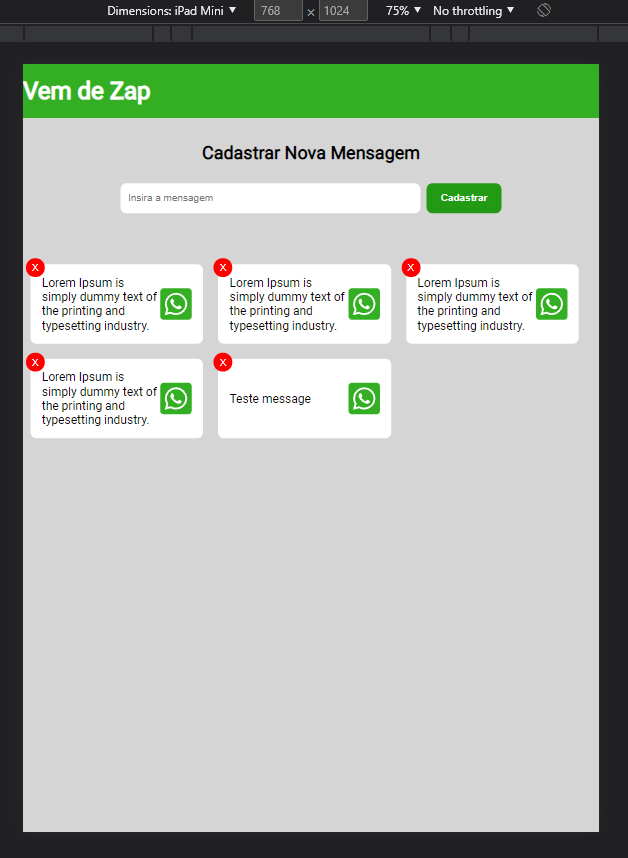 Dimensions: iPad Mini ▼ 768 × 1024 75% ▼ No throttling ▼
Vem de Zap
Cadastrar Nova Mensagem
Insira a mensagem Cadastrar
X X X
Lorem Ipsum is
simply dummy text of
the printing and
typesetting industry.
Lorem Ipsum is
simply dummy text of
the printing and
typesetting industry.
Lorem Ipsum is
simply dummy text of
the printing and
typesetting industry.
X X
Lorem Ipsum is
simply dummy text of
the printing and
typesetting industry.
Teste message